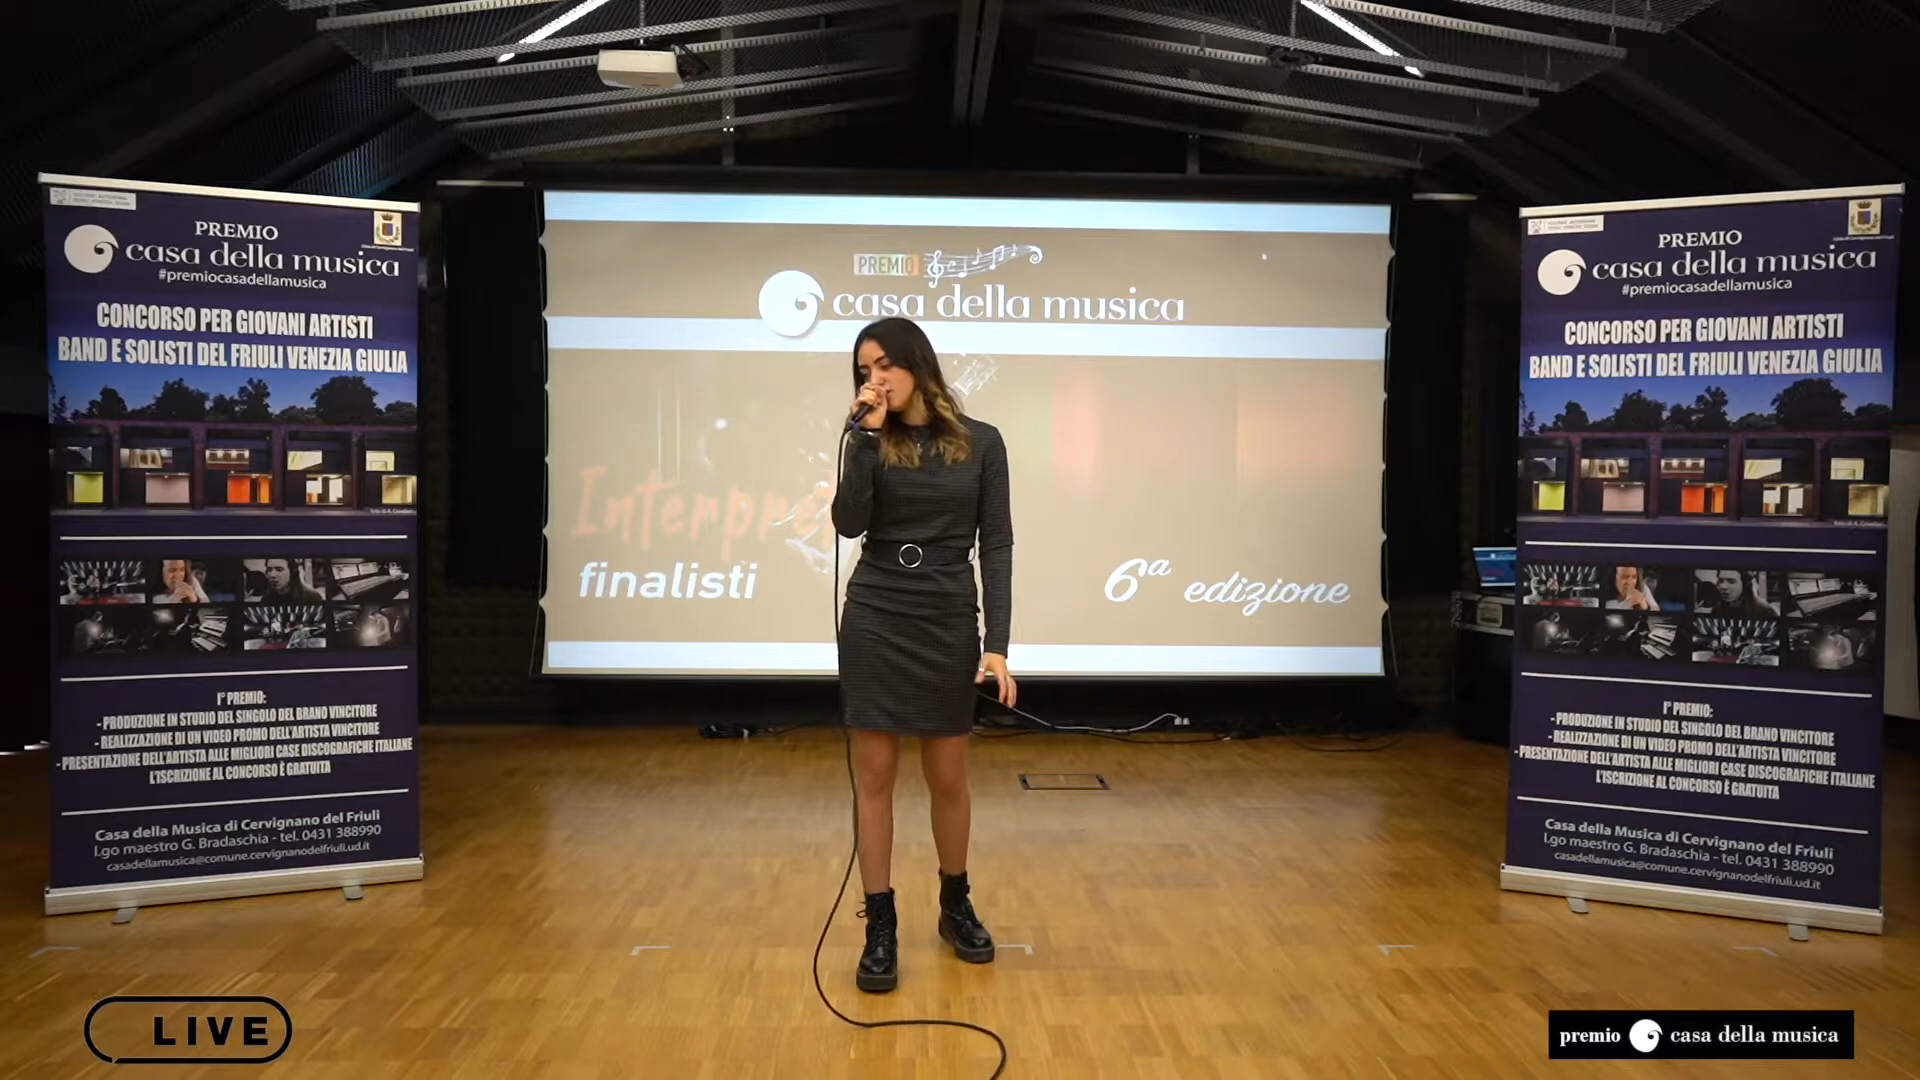 PREMIO
casa della musica
#premiocasadellamusica
CONCORSO PER GIOVANI ARTISTI
BAND E SOLISTI DEL FRIULI VENEZIA GIULIA
I° PREMIO:
- PRODUZIONE IN STUDIO DEL SINGOLO DEL BRANO VINCITORE
- REALIZZAZIONE DI UN VIDEO PROMO DELL'ARTISTA VINCITORE
- PRESENTAZIONE DELL'ARTISTA ALLE MIGLIORI CASE DISCOGRAFICHE ITALIANE
L'ISCRIZIONE AL CONCORSO È GRATUITA
Casa della Musica di Cervignano del Friuli
l.go maestro G. Bradaschia - tel. 0431 388990
casadellamusica@comune.cervignanodelfriuli.ud.it
PREMIO
casa della musica
finalisti
6ª edizione
PREMIO
casa della musica
#premiocasadellamusica
CONCORSO PER GIOVANI ARTISTI
BAND E SOLISTI DEL FRIULI VENEZIA GIULIA
I° PREMIO:
- PRODUZIONE IN STUDIO DEL SINGOLO DEL BRANO VINCITORE
- REALIZZAZIONE DI UN VIDEO PROMO DELL'ARTISTA VINCITORE
- PRESENTAZIONE DELL'ARTISTA ALLE MIGLIORI CASE DISCOGRAFICHE ITALIANE
L'ISCRIZIONE AL CONCORSO È GRATUITA
Casa della Musica di Cervignano del Friuli
l.go maestro G. Bradaschia - tel. 0431 388990
casadellamusica@comune.cervignanodelfriuli.ud.it
LIVE
premio casa della musica